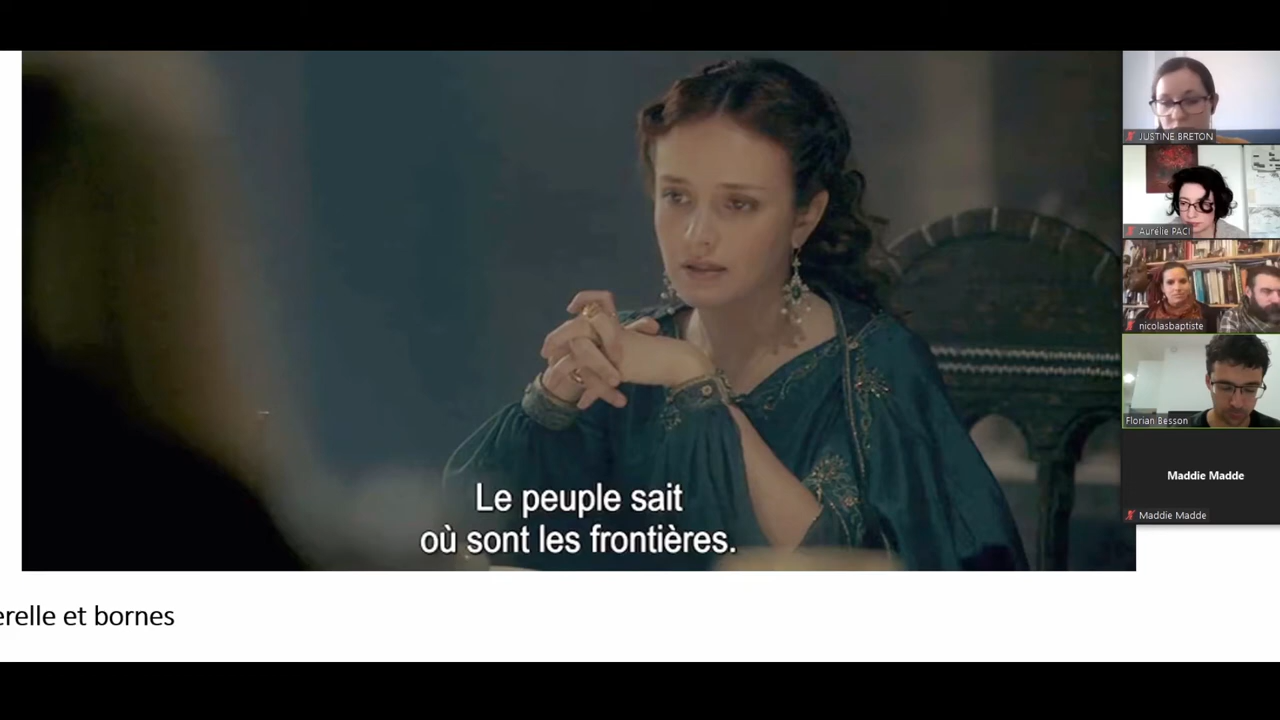 Le peuple sait
où sont les frontières.
erelle et bornes
JUSTINE BRETON
Aurélie PACI
nicolasbaptiste
Florian Besson
Maddie Madde
Maddie Madde